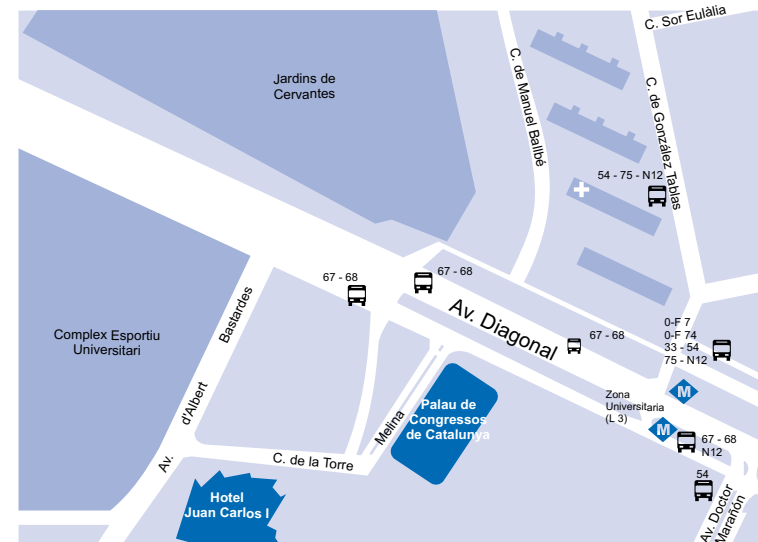 C. Sor Eulàlia
Jardins de
Cervantes
C. de Manuel Ballbé
C. de González Tablas
54 - 75 - N12
67 - 68
67 - 68
Av. Diagonal
67 - 68
0-F 7
0-F 74
33 - 54
75 - N12
Complex Esportiu
Universitari
Av. d'Albert Bastardes
Zona
Universitaria
(L 3)
M
M
Palau de
Congressos
de Catalunya
67 - 68
N12
C. de la Torre Melina
54
Hotel
Juan Carlos I
Av. Doctor
Marañón